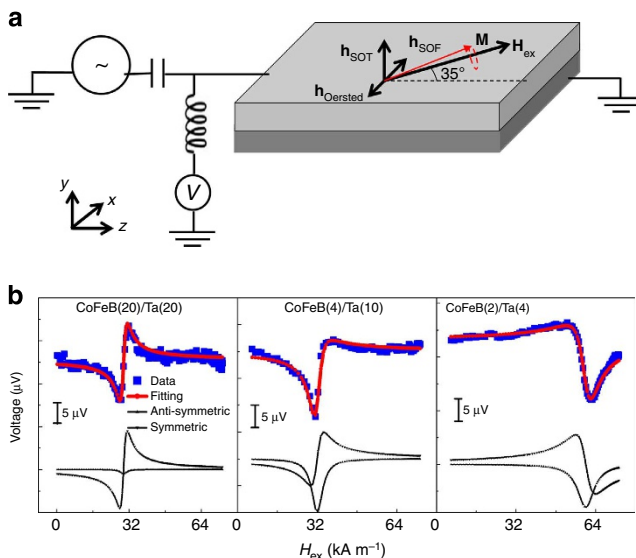 a
~
h_SOT
h_SOF
M
H_ex
35°
h_Oersted
V
y
x
z
b
CoFeB(20)/Ta(20)
CoFeB(4)/Ta(10)
CoFeB(2)/Ta(4)
Voltage (μV)
Data
Fitting
Anti-symmetric
Symmetric
5 μV
5 μV
5 μV
0 32 64 0 32 64 0 32 64
H_ex (kA m⁻¹)